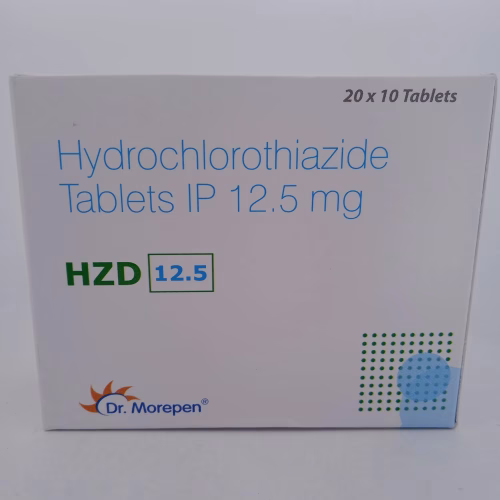 20 x 10 Tablets
Hydrochlorothiazide
Tablets IP 12.5 mg
HZD 12.5
Dr. Morepen®